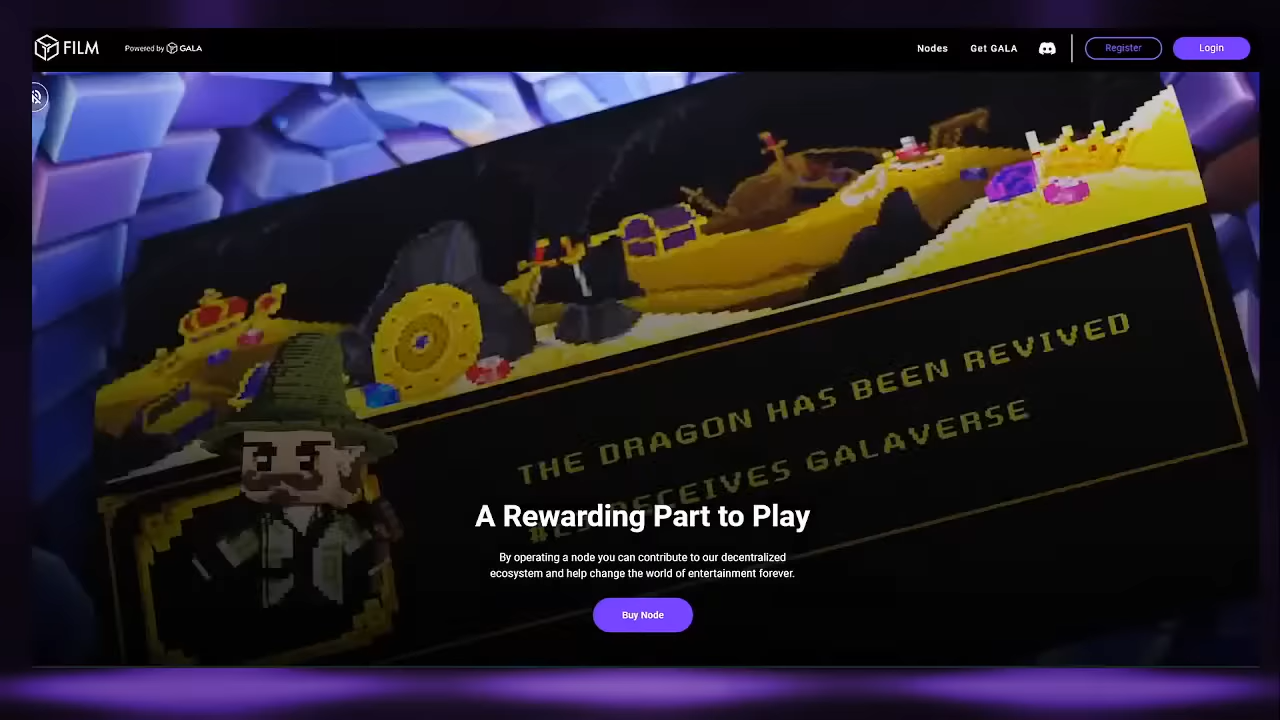 FILM
Powered by GALA
Nodes
Get GALA
Register
Login
THE DRAGON HAS BEEN REVIVED
RECEIVES GALAVERSE
A Rewarding Part to Play
By operating a node you can contribute to our decentralized
ecosystem and help change the world of entertainment forever.
Buy Node